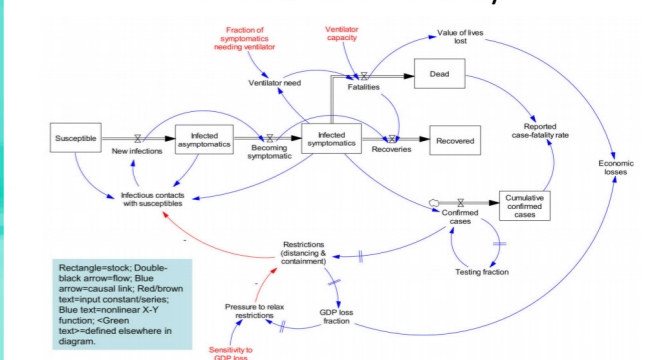 Fraction of
symptomatics
needing ventilator
Ventilator
capacity
Value of lives
lost
Ventilator need
Fatalities
Dead
Susceptible
New infections
Infected
asymptomatics
Becoming
symptomatic
Infected
symptomatics
Recoveries
Recovered
Reported
case-fatality rate
Economic
losses
Infectious contacts
with susceptibles
Confirmed
cases
Cumulative
confirmed
cases
-
Restrictions
(distancing &
containment)
Testing fraction
-
Pressure to relax
restrictions
GDP loss
fraction
Sensitivity to
GDP loss
Rectangle=stock; Double-
black arrow=flow; Blue
arrow=causal link; Red/brown
text=input constant/series;
Blue text=nonlinear X-Y
function; <Green
text>=defined elsewhere in
diagram.